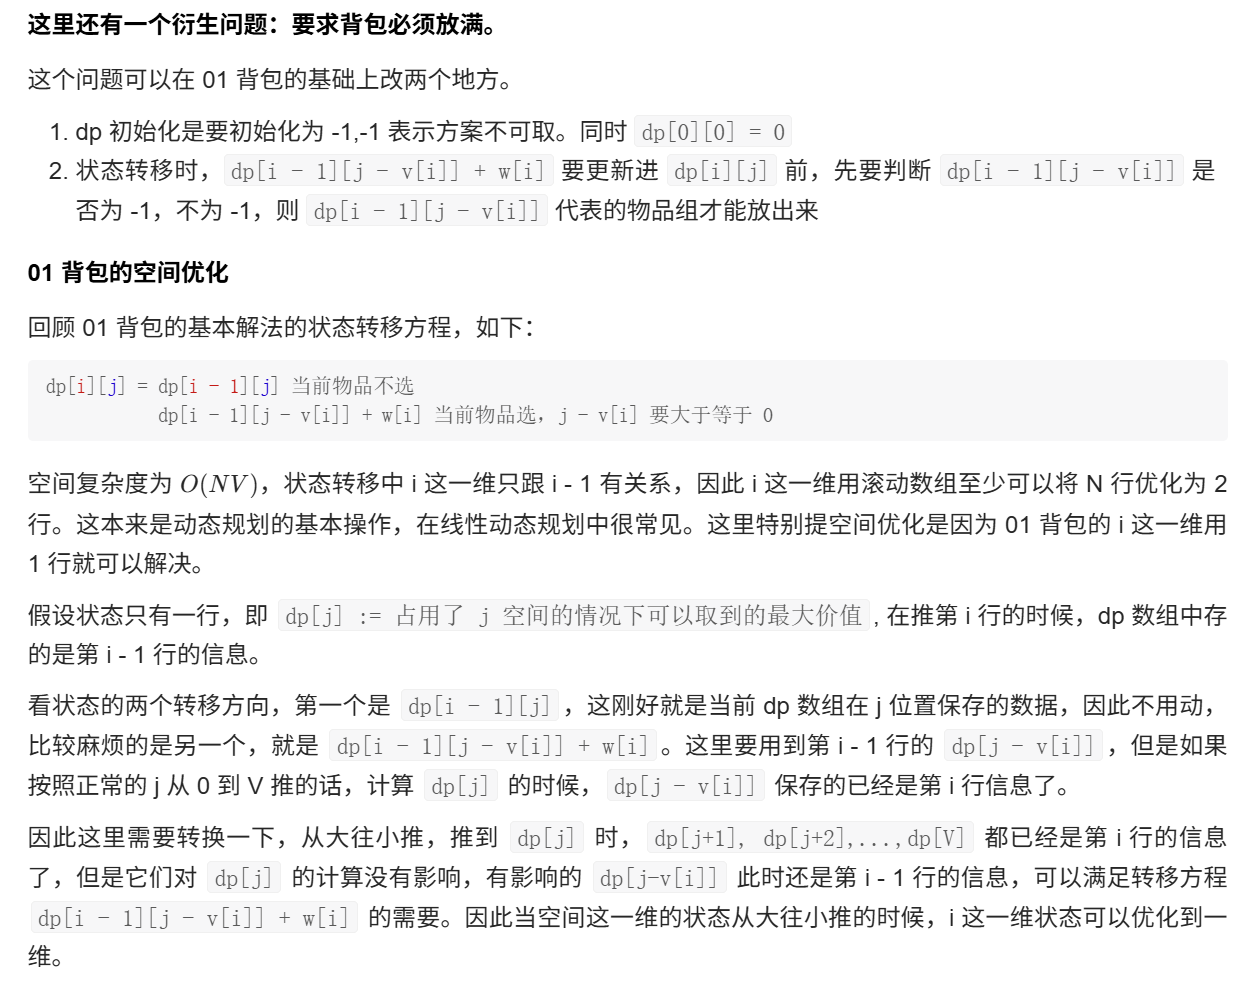 这里还有一个衍生问题：要求背包必须放满。
这个问题可以在 01 背包的基础上改两个地方。
1. dp 初始化是要初始化为 -1,-1 表示方案不可取。同时 dp[0][0] = 0
2. 状态转移时，dp[i - 1][j - v[i]] + w[i] 要更新进 dp[i][j] 前，先要判断 dp[i - 1][j - v[i]] 是
否为 -1，不为 -1，则 dp[i - 1][j - v[i]] 代表的物品组才能放出来
01 背包的空间优化
回顾 01 背包的基本解法的状态转移方程，如下：
dp[i][j] = dp[i - 1][j] 当前物品不选
dp[i - 1][j - v[i]] + w[i] 当前物品选，j - v[i] 要大于等于 0
空间复杂度为 O(NV)，状态转移中 i 这一维只跟 i - 1 有关系，因此 i 这一维用滚动数组至少可以将 N 行优化为 2
行。这本来是动态规划的基本操作，在线性动态规划中很常见。这里特别提空间优化是因为 01 背包的 i 这一维用
1 行就可以解决。
假设状态只有一行，即 dp[j] := 占用了 j 空间的情况下可以取到的最大价值 , 在推第 i 行的时候，dp 数组中存
的是第 i - 1 行的信息。
看状态的两个转移方向，第一个是 dp[i - 1][j] ，这刚好就是当前 dp 数组在 j 位置保存的数据，因此不用动，
比较麻烦的是另一个，就是 dp[i - 1][j - v[i]] + w[i] 。这里要用到第 i - 1 行的 dp[j - v[i]] ，但是如果
按照正常的 j 从 0 到 V 推的话，计算 dp[j] 的时候， dp[j - v[i]] 保存的已经是第 i 行信息了。
因此这里需要转换一下，从大往小推，推到 dp[j] 时， dp[j+1], dp[j+2],...,dp[V] 都已经是第 i 行的信息
了，但是它们对 dp[j] 的计算没有影响，有影响的 dp[j-v[i]] 此时还是第 i - 1 行的信息，可以满足转移方程
dp[i - 1][j - v[i]] + w[i] 的需要。因此当空间这一维的状态从大往小推的时候，i 这一维状态可以优化到一
维。